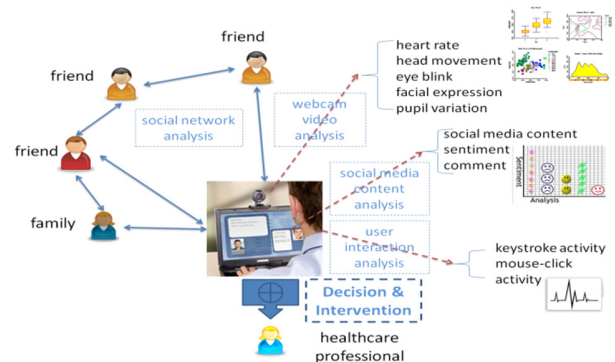 friend
friend
friend
family
social network
analysis
webcam
video
analysis
heart rate
head movement
eye blink
facial expression
pupil variation
social media content
sentiment
comment
Sentiment
Analysis
social media
content
analysis
user
interaction
analysis
keystroke activity
mouse-click
activity
Decision &
Intervention
healthcare
professional